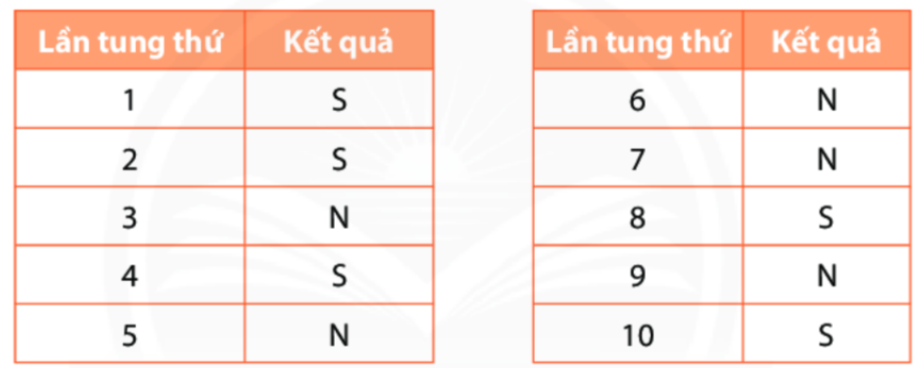 Lần tung thứ Kết quả
1 S
2 S
3 N
4 S
5 N
Lần tung thứ Kết quả
6 N
7 N
8 S
9 N
10 S